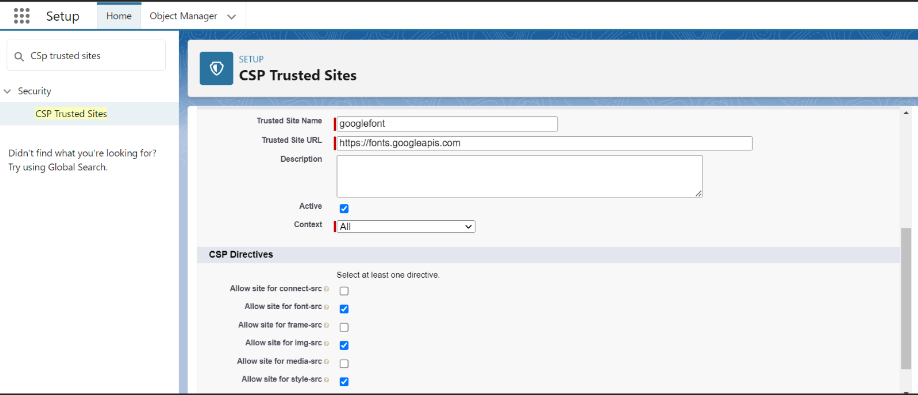 Setup
Home
Object Manager
CSp trusted sites
Security
CSP Trusted Sites
Didn't find what you're looking for?
Try using Global Search.
SETUP
CSP Trusted Sites
Trusted Site Name googlefont
Trusted Site URL https://fonts.googleapis.com
Description
Active
Context All
CSP Directives
Select at least one directive.
Allow site for connect-src
Allow site for font-src
Allow site for frame-src
Allow site for img-src
Allow site for media-src
Allow site for style-src